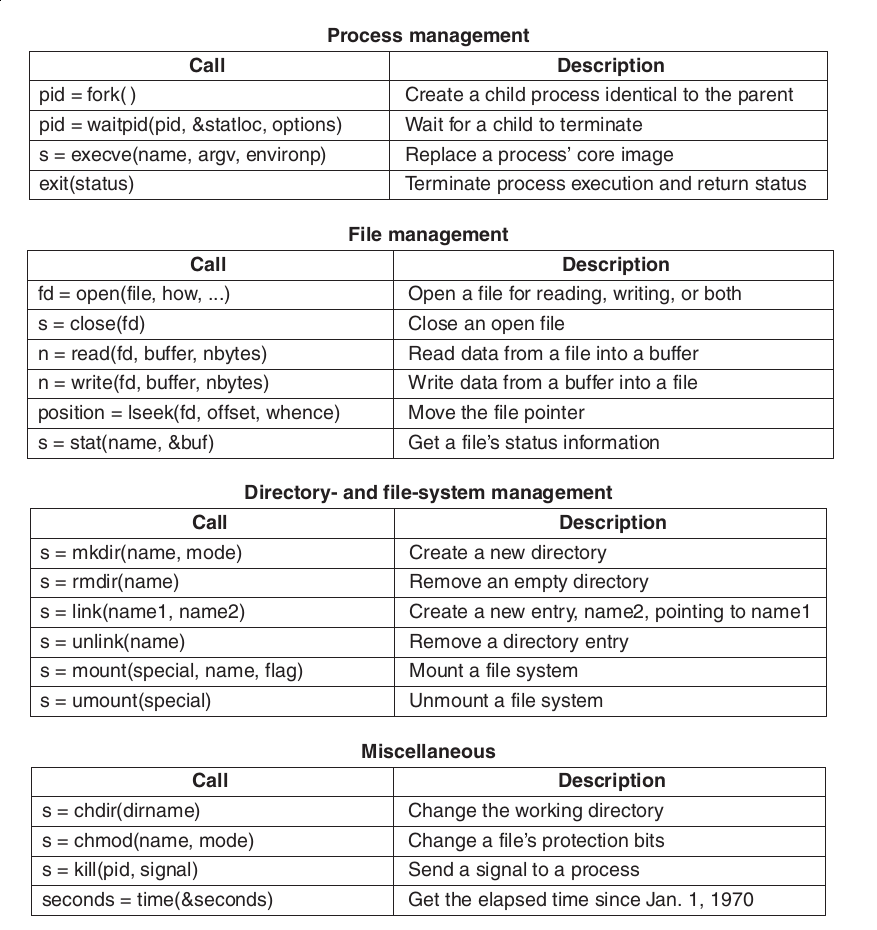 Process management
Call Description
pid = fork( ) Create a child process identical to the parent
pid = waitpid(pid, &statloc, options) Wait for a child to terminate
s = execve(name, argv, environp) Replace a process’ core image
exit(status) Terminate process execution and return status
File management
Call Description
fd = open(file, how, ...) Open a file for reading, writing, or both
s = close(fd) Close an open file
n = read(fd, buffer, nbytes) Read data from a file into a buffer
n = write(fd, buffer, nbytes) Write data from a buffer into a file
position = lseek(fd, offset, whence) Move the file pointer
s = stat(name, &buf) Get a file’s status information
Directory- and file-system management
Call Description
s = mkdir(name, mode) Create a new directory
s = rmdir(name) Remove an empty directory
s = link(name1, name2) Create a new entry, name2, pointing to name1
s = unlink(name) Remove a directory entry
s = mount(special, name, flag) Mount a file system
s = umount(special) Unmount a file system
Miscellaneous
Call Description
s = chdir(dirname) Change the working directory
s = chmod(name, mode) Change a file’s protection bits
s = kill(pid, signal) Send a signal to a process
seconds = time(&seconds) Get the elapsed time since Jan. 1, 1970